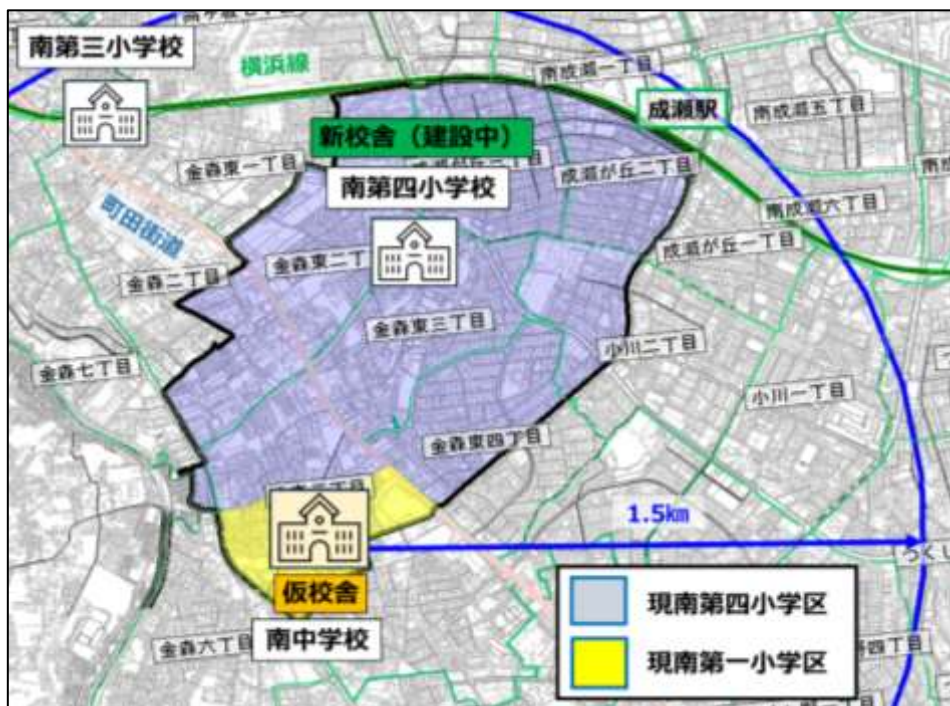 南第三小学校
横浜線
南成瀬一丁目
成瀬駅
南成瀬五丁目
新校舎（建設中）
金森東一丁目
成瀬が丘二丁目
南第四小学校
町田街道
南成瀬六丁目
金森二丁目
金森東二丁
成瀬が丘一丁目
金森東三丁目
金森七丁目
小川二丁目
小川一丁目
金森東四丁目
1.5㎞
仮校舎
現南第四小学区
金森六丁目
南中学校
現南第一小学区
四丁目